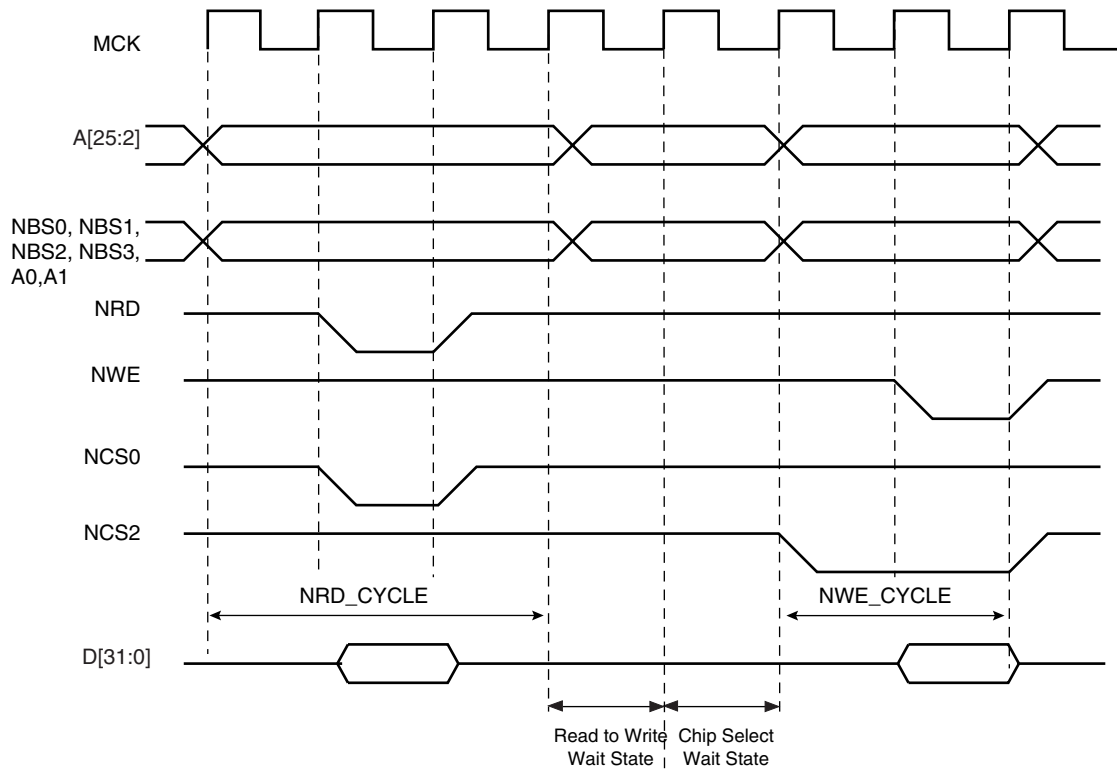 MCK
A[25:2]
NBS0, NBS1,
NBS2, NBS3,
A0,A1
NRD
NWE
NCS0
NCS2
NRD_CYCLE
NWE_CYCLE
D[31:0]
Read to Write
Wait State
Chip Select
Wait State